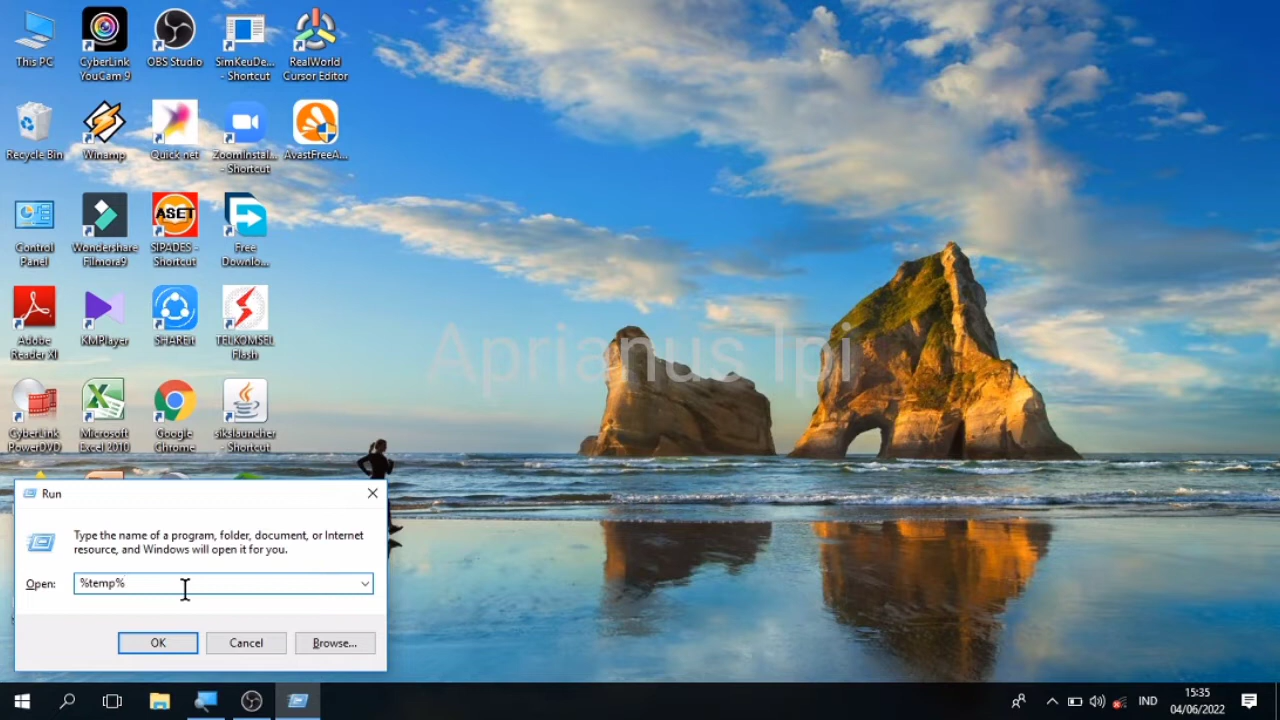 This PC
CyberLink
YouCam 9
OBS Studio
SimKeuDe...
- Shortcut
RealWorld
Cursor Editor
Recycle Bin
Winamp
Quick net
ZoomInstal...
- Shortcut
AvastFreeA...
Control
Panel
Wondershare
Filmora9
ASET
SIPADES -
Shortcut
Free
Downlo...
Adobe
Reader XI
KMPlayer
SHAREit
TELKOMSEL
Flash
CyberLink
PowerDVD
Microsoft
Excel 2010
Google
Chrome
sikslauncher
- Shortcut
Aprianus Ipi
Run
Type the name of a program, folder, document, or Internet
resource, and Windows will open it for you.
Open:
%temp%
OK
Cancel
Browse...
IND
15:35
04/06/2022